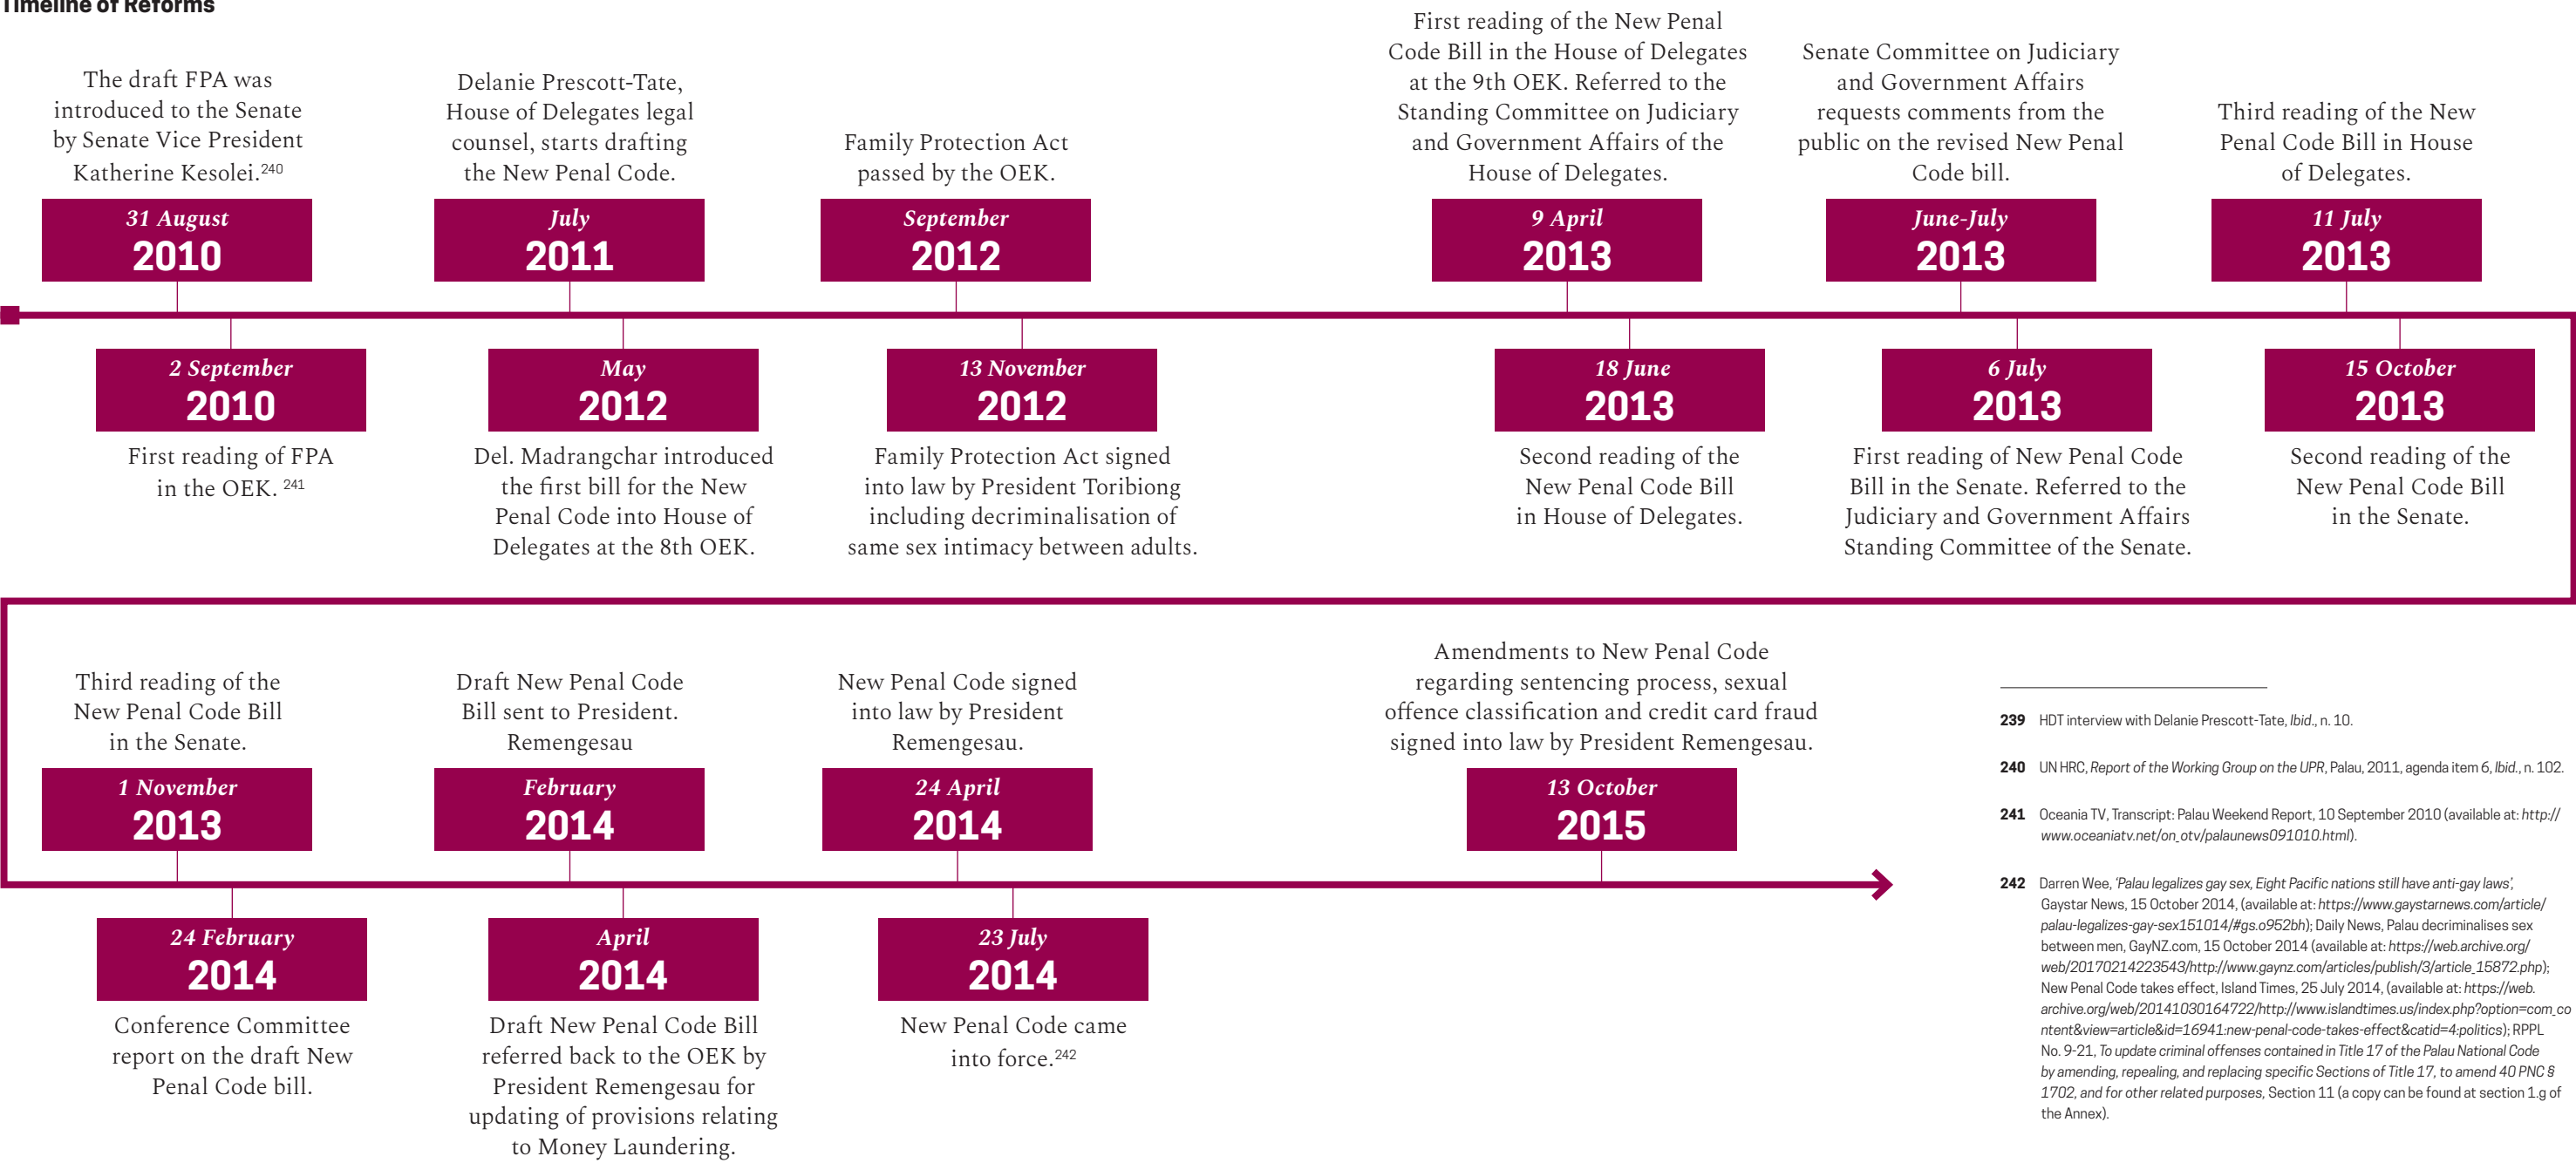 Timeline of Reforms
The draft FPA was
introduced to the Senate
by Senate Vice President
Katherine Kesolei.240
31 August
2010
2 September
2010
First reading of FPA
in the OEK. 241
Delanie Prescott-Tate,
House of Delegates legal
counsel, starts drafting
the New Penal Code.
July
2011
May
2012
Del. Madrangchar introduced
the first bill for the New
Penal Code into House of
Delegates at the 8th OEK.
Family Protection Act
passed by the OEK.
September
2012
13 November
2012
Family Protection Act signed
into law by President Toribiong
including decriminalisation of
same sex intimacy between adults.
First reading of the New Penal
Code Bill in the House of Delegates
at the 9th OEK. Referred to the
Standing Committee on Judiciary
and Government Affairs of the
House of Delegates.
9 April
2013
18 June
2013
Second reading of the
New Penal Code Bill
in House of Delegates.
Senate Committee on Judiciary
and Government Affairs
requests comments from the
public on the revised New Penal
Code bill.
June-July
2013
6 July
2013
First reading of New Penal Code
Bill in the Senate. Referred to the
Judiciary and Government Affairs
Standing Committee of the Senate.
Third reading of the New
Penal Code Bill in House
of Delegates.
11 July
2013
15 October
2013
Second reading of the
New Penal Code Bill
in the Senate.
Third reading of the
New Penal Code Bill
in the Senate.
1 November
2013
24 February
2014
Conference Committee
report on the draft New
Penal Code bill.
Draft New Penal Code
Bill sent to President.
Remengesau
February
2014
April
2014
Draft New Penal Code Bill
referred back to the OEK by
President Remengesau for
updating of provisions relating
to Money Laundering.
New Penal Code signed
into law by President
Remengesau.
24 April
2014
23 July
2014
New Penal Code came
into force.242
Amendments to New Penal Code
regarding sentencing process, sexual
offence classification and credit card fraud
signed into law by President Remengesau.
13 October
2015
239 HDT interview with Delanie Prescott-Tate, Ibid., n. 10.
240 UN HRC, Report of the Working Group on the UPR, Palau, 2011, agenda item 6, Ibid., n. 102.
241 Oceania TV, Transcript: Palau Weekend Report, 10 September 2010 (available at: http://
www.oceaniatv.net/on_otv/palaunews091010.html).
242 Darren Wee, 'Palau legalizes gay sex, Eight Pacific nations still have anti-gay laws',
Gaystar News, 15 October 2014, (available at: https://www.gaystarnews.com/article/
palau-legalizes-gay-sex151014/#gs.o952bh); Daily News, Palau decriminalises sex
between men, GayNZ.com, 15 October 2014 (available at: https://web.archive.org/
web/20170214223543/http://www.gaynz.com/articles/publish/3/article_15872.php);
New Penal Code takes effect, Island Times, 25 July 2014, (available at: https://web.
archive.org/web/20141030164722/http://www.islandtimes.us/index.php?option=com_co
ntent&view=article&id=16941:new-penal-code-takes-effect&catid=4:politics); RPPL
No. 9-21, To update criminal offenses contained in Title 17 of the Palau National Code
by amending, repealing, and replacing specific Sections of Title 17, to amend 40 PNC §
1702, and for other related purposes, Section 11 (a copy can be found at section 1.g of
the Annex).